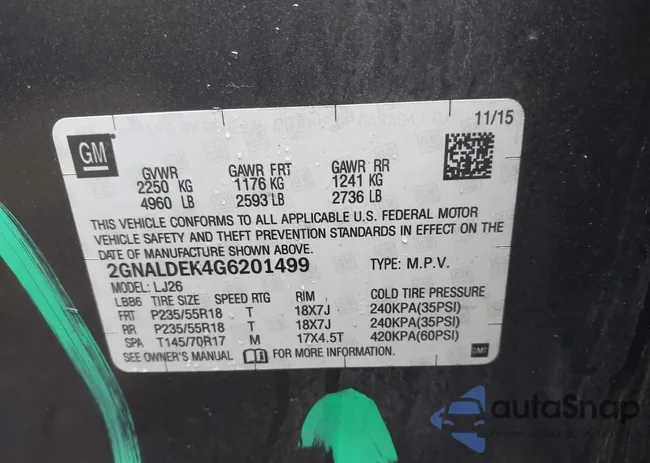 11/15
GM
GVWR GAWR FRT GAWR RR
2250 KG 1176 KG 1241 KG
4960 LB 2593 LB 2736 LB
THIS VEHICLE CONFORMS TO ALL APPLICABLE U.S. FEDERAL MOTOR
VEHICLE SAFETY AND THEFT PREVENTION STANDARDS IN EFFECT ON THE
DATE OF MANUFACTURE SHOWN ABOVE.
2GNALDEK4G6201499 TYPE: M.P.V.
MODEL: LJ26
LBB6 TIRE SIZE SPEED RTG RIM COLD TIRE PRESSURE
FRT P235/55R18 T 18X7J 240KPA(35PSI)
RR P235/55R18 T 18X7J 240KPA(35PSI)
SPA T145/70R17 M 17X4.5T 420KPA(60PSI)
SEE OWNER'S MANUAL FOR MORE INFORMATION.
GMT
autoSnap